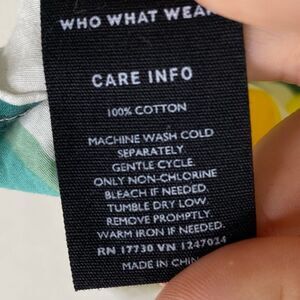 WHO WHAT WEAR
CARE INFO
100% COTTON
MACHINE WASH COLD
SEPARATELY.
GENTLE CYCLE.
ONLY NON-CHLORINE
BLEACH IF NEEDED.
TUMBLE DRY LOW.
REMOVE PROMPTLY.
WARM IRON IF NEEDED.
RN 17730 VN 1247024
MADE IN CHINA